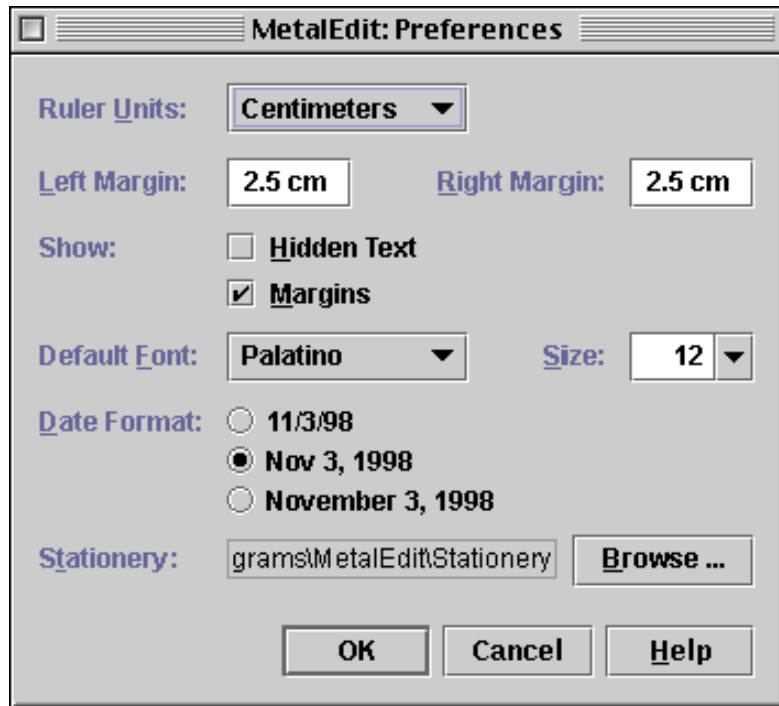 MetalEdit: Preferences
Ruler Units: Centimeters
Left Margin: 2.5 cm Right Margin: 2.5 cm
Show: Hidden Text
Margins
Default Font: Palatino Size: 12
Date Format: 11/3/98
Nov 3, 1998
November 3, 1998
Stationery: grams\MetalEdit\Stationery Browse ...
OK Cancel Help